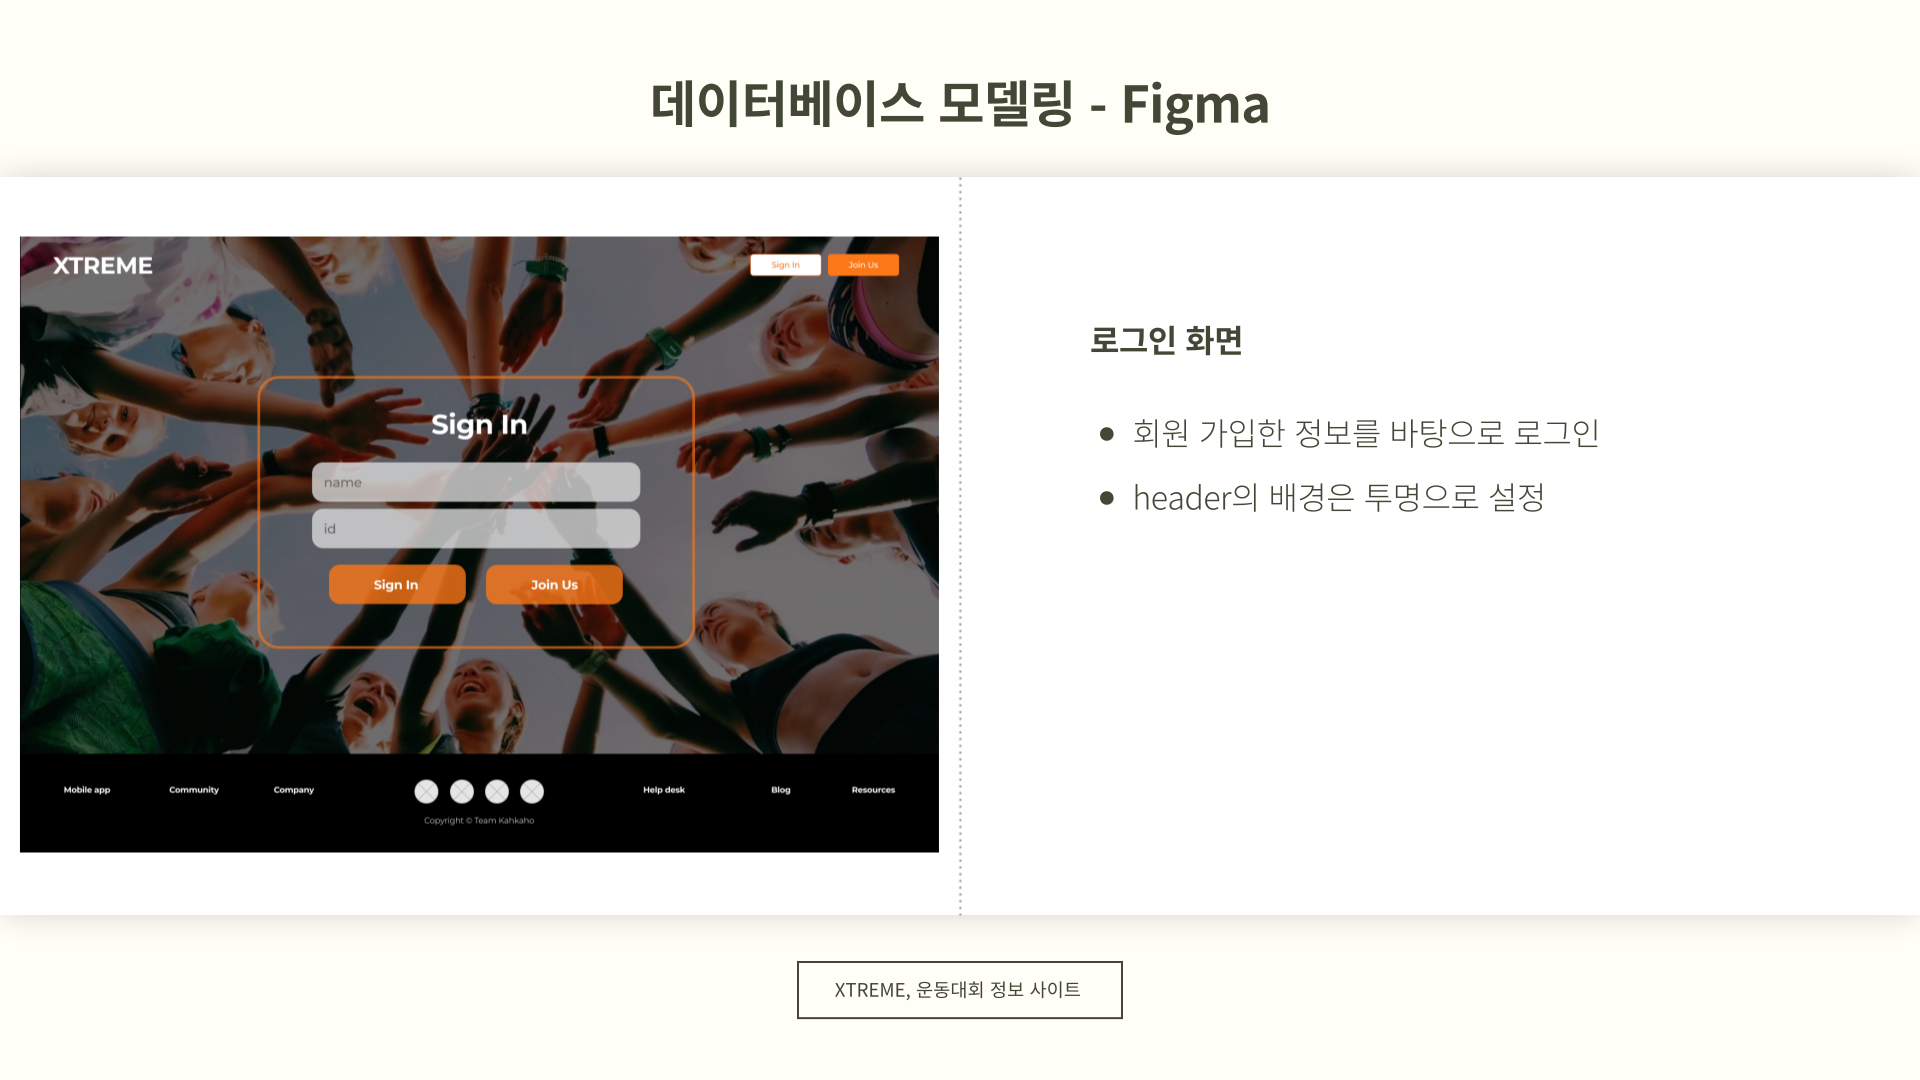 데이터베이스 모델링 - Figma
XTREME
Sign In
Join Us
Sign In
name
id
Sign In
Join Us
Mobile app
Community
Company
Help desk
Blog
Resources
Copyright © Team Kahkaho
로그인 화면
● 회원 가입한 정보를 바탕으로 로그인
● header의 배경은 투명으로 설정
XTREME, 운동대회 정보 사이트